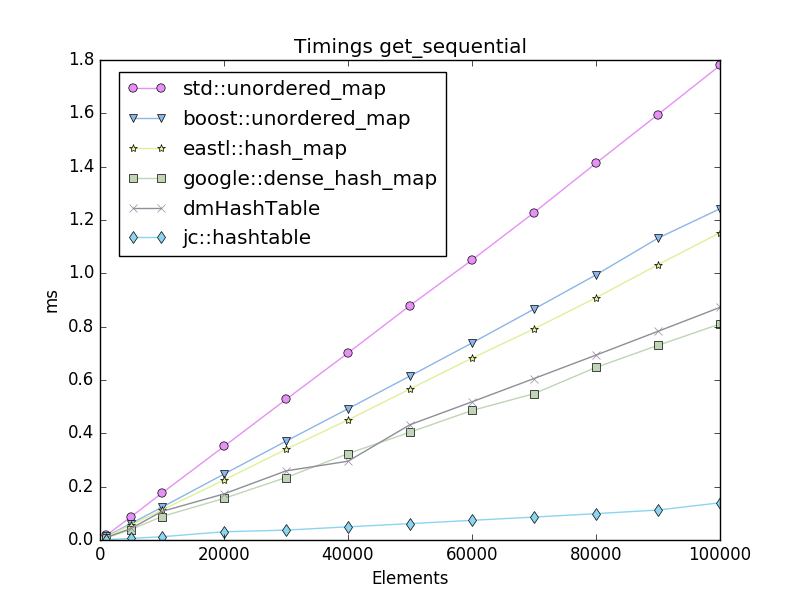 Timings get_sequential
1.8
1.6
1.4
1.2
1.0
0.8
0.6
0.4
0.2
0.0
ms
std::unordered_map
boost::unordered_map
eastl::hash_map
google::dense_hash_map
dmHashTable
jc::hashtable
0 20000 40000 60000 80000 100000
Elements